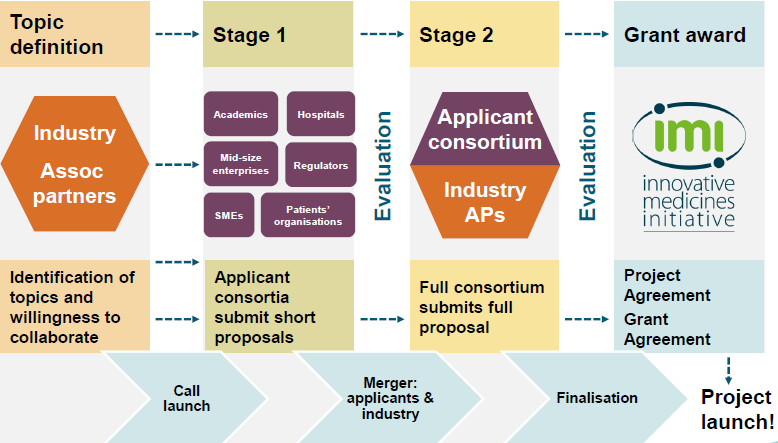 Topic
definition
Stage 1
Stage 2
Grant award
Industry
Assoc
partners
Academics
Hospitals
Mid-size
enterprises
Regulators
SMEs
Patients'
organisations
Evaluation
Applicant
consortium
Industry
APs
Evaluation
imi
innovative
medicines
initiative
Identification of
topics and
willingness to
collaborate
Applicant
consortia
submit short
proposals
Full consortium
submits full
proposal
Project
Agreement
Grant
Agreement
Call
launch
Merger:
applicants &
industry
Finalisation
Project
launch!